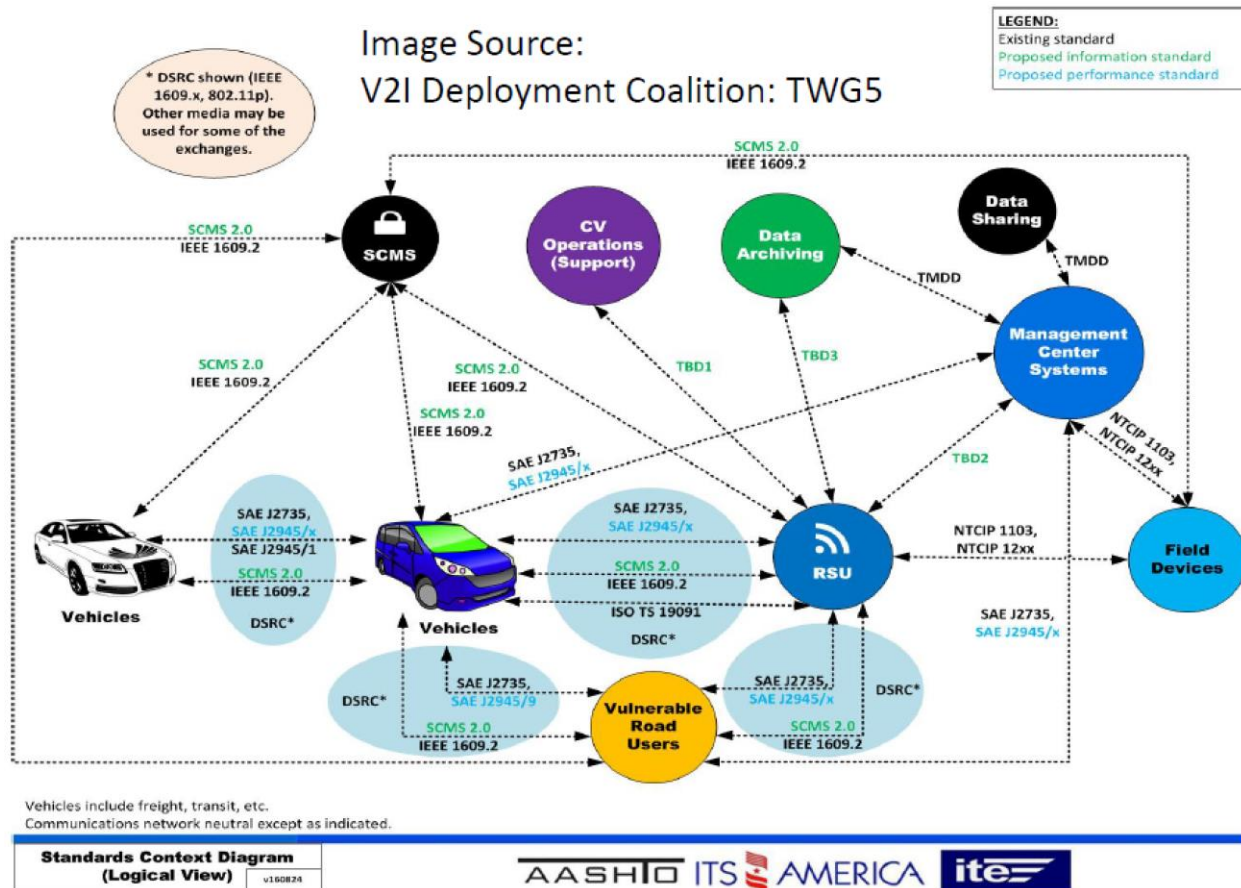 Image Source:
V2I Deployment Coalition: TWG5
LEGEND:
Existing standard
Proposed information standard
Proposed performance standard
* DSRC shown (IEEE
1609.x, 802.11p).
Other media may be
used for some of the
exchanges.
SCMS 2.0
IEEE 1609.2
SCMS 2.0
IEEE 1609.2
SCMS
CV
Operations
(Support)
Data
Archiving
Data
Sharing
TMDD
TMDD
Management
Center
Systems
SCMS 2.0
IEEE 1609.2
SCMS 2.0
IEEE 1609.2
SCMS 2.0
IEEE 1609.2
TBD1
TBD3
TBD2
NTCIP 1103,
NTCIP 12xx
SAE J2735,
SAE J2945/x
SAE J2735,
SAE J2945/x
SAE J2945/1
SCMS 2.0
IEEE 1609.2
DSRC*
Vehicles
Vehicles
SAE J2735,
SAE J2945/x
SCMS 2.0
IEEE 1609.2
ISO TS 19091
DSRC*
RSU
NTCIP 1103,
NTCIP 12xx
Field
Devices
SAE J2735,
SAE J2945/x
DSRC*
SAE J2735,
SAE J2945/9
SCMS 2.0
IEEE 1609.2
Vulnerable
Road
Users
SAE J2735,
SAE J2945/x
DSRC*
SCMS 2.0
IEEE 1609.2
Vehicles include freight, transit, etc.
Communications network neutral except as indicated.
Standards Context Diagram
(Logical View)
v160824
AASHTO
ITS AMERICA
ite